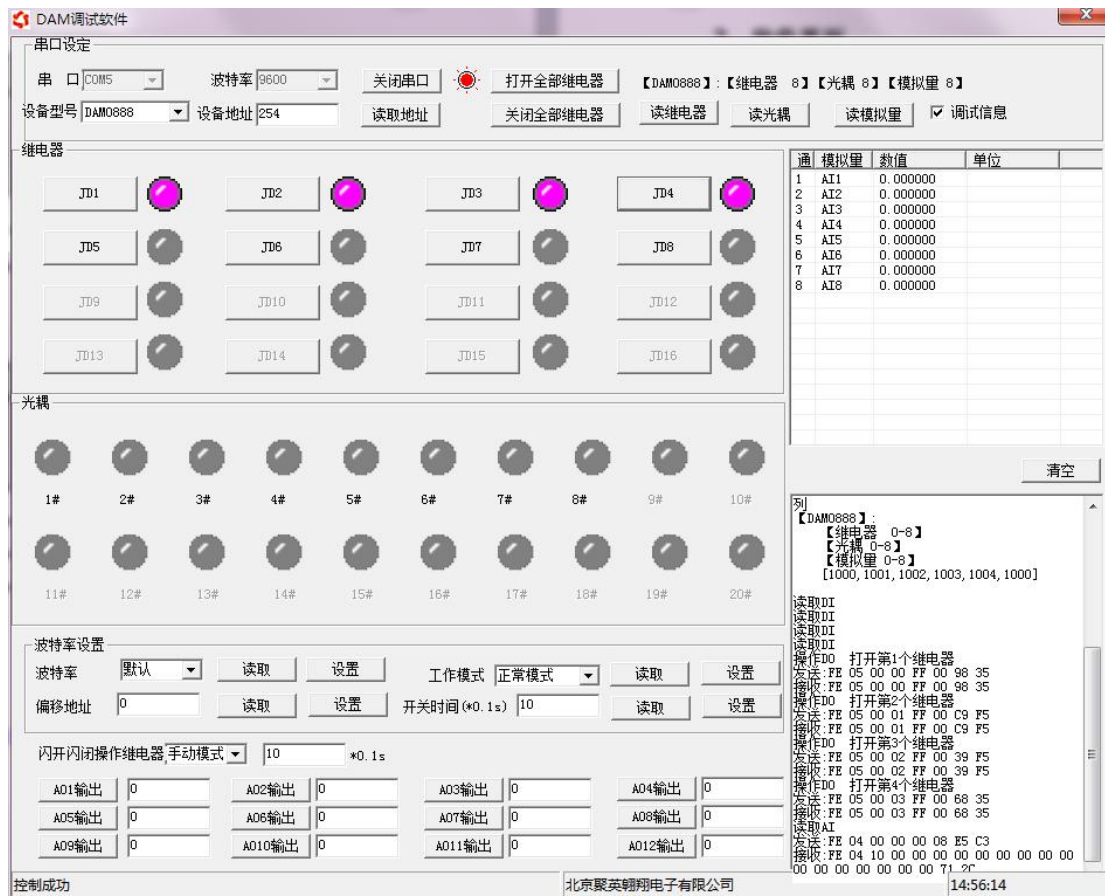 DAM调试软件
串口设定
串 口 COM5 波特率 9600 关闭串口 打开全部继电器 【DAM0888】:【继电器 8】【光耦 8】【模拟量 8】
设备型号 DAM0888 设备地址 254 读取地址 关闭全部继电器 读继电器 读光耦 读模拟量 调试信息
继电器
JD1 JD2 JD3 JD4
JD5 JD6 JD7 JD8
JD9 JD10 JD11 JD12
JD13 JD14 JD15 JD16
通 模拟量 数值 单位
1 AI1 0.000000
2 AI2 0.000000
3 AI3 0.000000
4 AI4 0.000000
5 AI5 0.000000
6 AI6 0.000000
7 AI7 0.000000
8 AI8 0.000000
光耦
1# 2# 3# 4# 5# 6# 7# 8# 9# 10#
11# 12# 13# 14# 15# 16# 17# 18# 19# 20#
清空
列
【DAM0888】:
【继电器 0-8】
【光耦 0-8】
【模拟量 0-8】
[1000,1001,1002,1003,1004,1000]
读取DI
读取DI
读取DI
读取DI
操作DO 打开第1个继电器
发送:FE 05 00 00 FF 00 98 35
接收:FE 05 00 00 FF 00 98 35
操作DO 打开第2个继电器
发送:FE 05 00 01 FF 00 C9 F5
接收:FE 05 00 01 FF 00 C9 F5
操作DO 打开第3个继电器
发送:FE 05 00 02 FF 00 39 F5
接收:FE 05 00 02 FF 00 39 F5
操作DO 打开第4个继电器
发送:FE 05 00 03 FF 00 68 35
接收:FE 05 00 03 FF 00 68 35
读取AI
发送:FE 04 00 00 00 08 E5 C3
接收:FE 04 10 00 00 00 00 00 00 00 00 00
00 00 00 00 00 00 00 71 2C
波特率设置
波特率 默认 读取 设置 工作模式 正常模式 读取 设置
偏移地址 0 读取 设置 开关时间(*0.1s) 10 读取 设置
闪开闪闭操作继电器 手动模式 10 *0.1s
AO1输出 0 AO2输出 0 AO3输出 0 AO4输出 0
AO5输出 0 AO6输出 0 AO7输出 0 AO8输出 0
AO9输出 0 AO10输出 0 AO11输出 0 AO12输出 0
控制成功 北京聚英翱翔电子有限公司 14:56:14